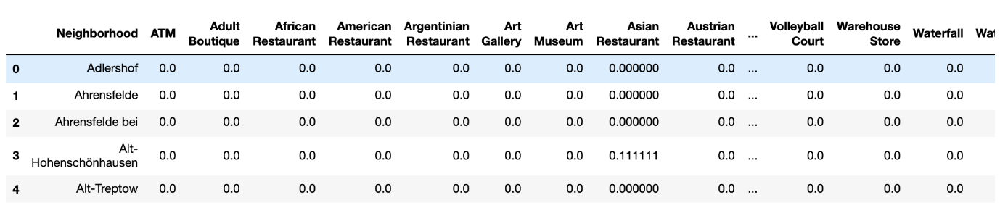 Neighborhood ATM Adult Boutique African Restaurant American Restaurant Argentinian Restaurant Art Gallery Art Museum Asian Restaurant Austrian Restaurant ... Volleyball Court Warehouse Store Waterfall
0 Adlershof 0.0 0.0 0.0 0.0 0.0 0.0 0.0 0.000000 0.0 ... 0.0 0.0 0.0
1 Ahrensfelde 0.0 0.0 0.0 0.0 0.0 0.0 0.0 0.000000 0.0 ... 0.0 0.0 0.0
2 Ahrensfelde bei 0.0 0.0 0.0 0.0 0.0 0.0 0.0 0.000000 0.0 ... 0.0 0.0 0.0
3 Alt-Hohenschönhausen 0.0 0.0 0.0 0.0 0.0 0.0 0.0 0.111111 0.0 ... 0.0 0.0 0.0
4 Alt-Treptow 0.0 0.0 0.0 0.0 0.0 0.0 0.0 0.000000 0.0 ... 0.0 0.0 0.0